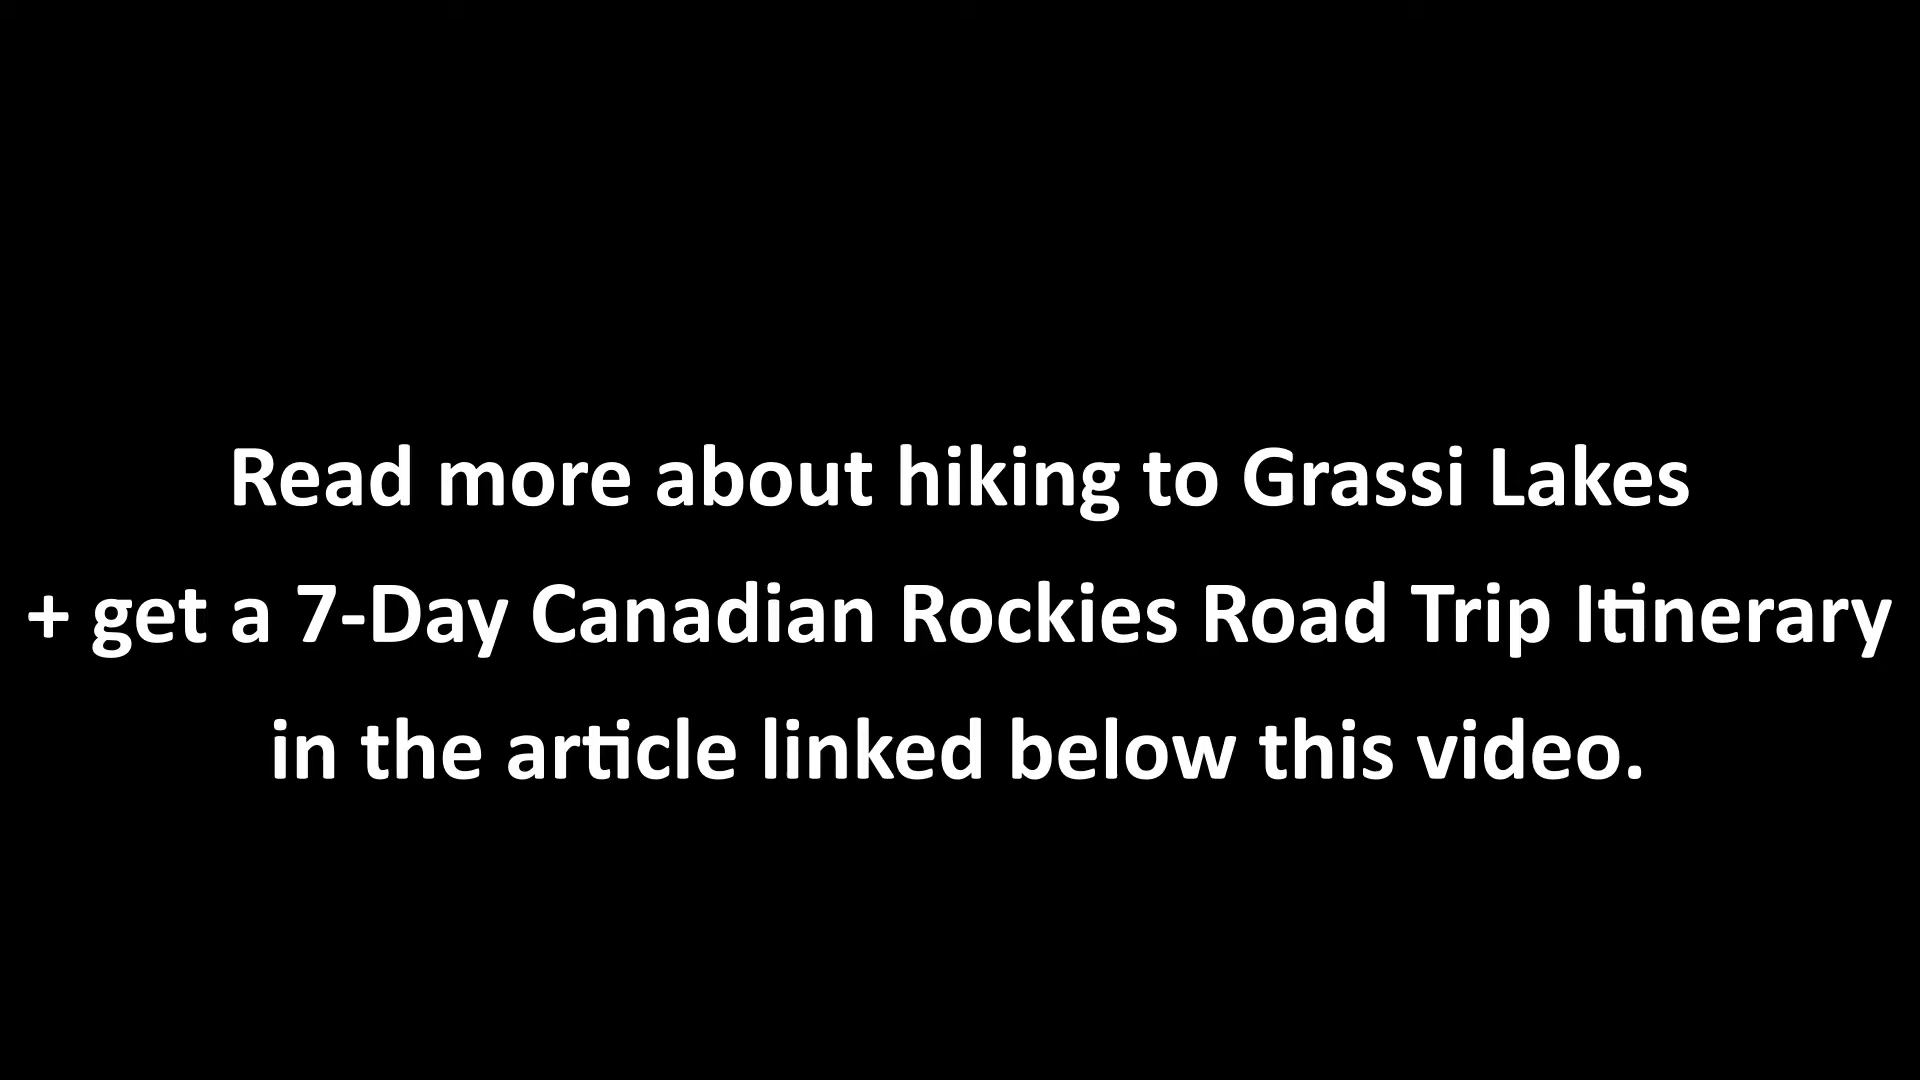 Read more about hiking to Grassi Lakes
+ get a 7-Day Canadian Rockies Road Trip Itinerary
in the article linked below this video.